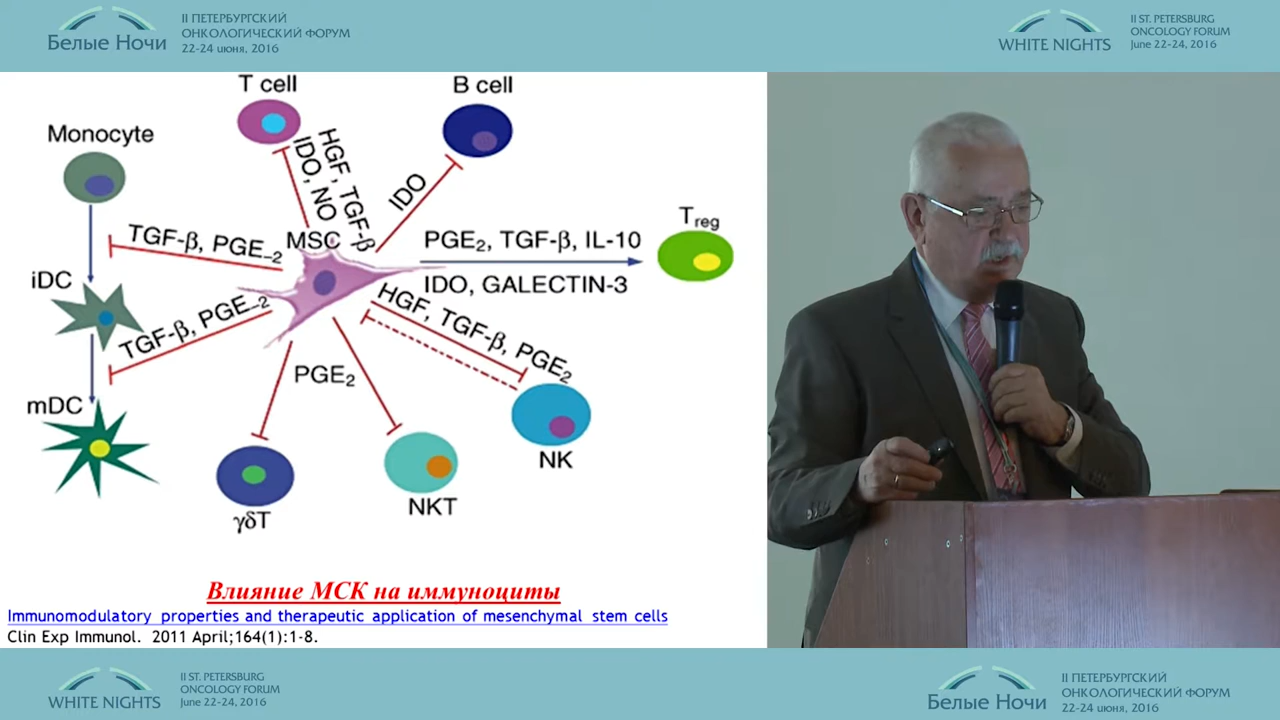 II ПЕТЕРБУРГСКИЙ
ОНКОЛОГИЧЕСКИЙ ФОРУМ
Белые Ночи
22-24 июня, 2016
II ST. PETERSBURG
ONCOLOGY FORUM
WHITE NIGHTS
June 22-24, 2016
T cell
B cell
Monocyte
HGF, TGF-β
IDO, NO
IDO
MSC
TGF-β, PGE₋₂
PGE₂, TGF-β, IL-10
Treg
iDC
IDO, GALECTIN-3
TGF-β, PGE₋₂
HGF, TGF-β, PGE₂
PGE₂
mDC
NK
NKT
γδT
Влияние МСК на иммуноциты
Immunomodulatory properties and therapeutic application of mesenchymal stem cells
Clin Exp Immunol. 2011 April;164(1):1-8.
II ST. PETERSBURG
ONCOLOGY FORUM
WHITE NIGHTS
June 22-24, 2016
II ПЕТЕРБУРГСКИЙ
ОНКОЛОГИЧЕСКИЙ ФОРУМ
Белые Ночи
22-24 июня, 2016